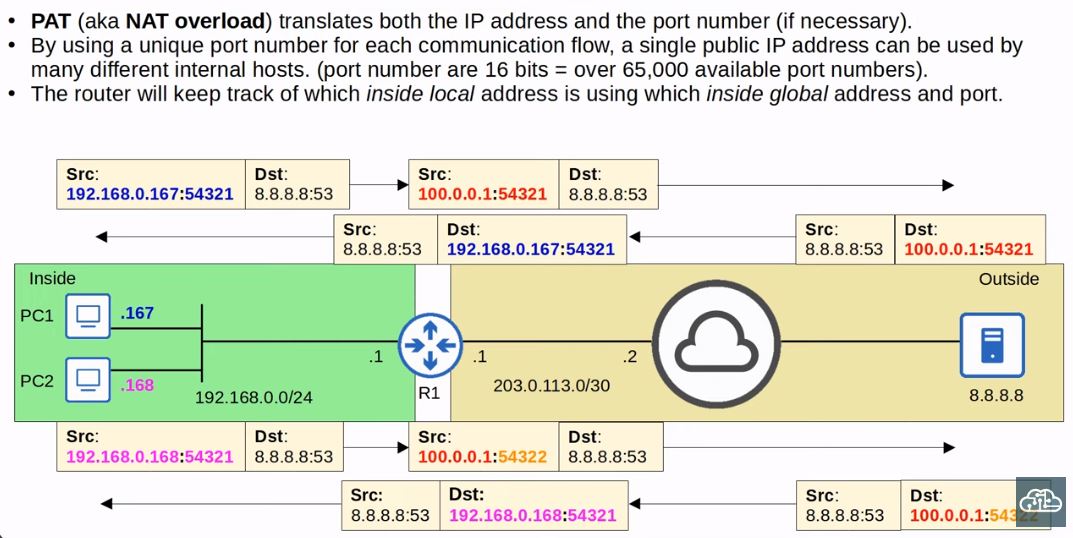 • PAT (aka NAT overload) translates both the IP address and the port number (if necessary).
• By using a unique port number for each communication flow, a single public IP address can be used by
many different internal hosts. (port number are 16 bits = over 65,000 available port numbers).
• The router will keep track of which inside local address is using which inside global address and port.
Src: Dst: Src: Dst:
192.168.0.167:54321 8.8.8.8:53 100.0.0.1:54321 8.8.8.8:53
Src: Dst: Src: Dst:
8.8.8.8:53 192.168.0.167:54321 8.8.8.8:53 100.0.0.1:54321
Inside Outside
PC1 .167
.1 .1 .2
PC2 .168
192.168.0.0/24 R1 203.0.113.0/30 8.8.8.8
Src: Dst: Src: Dst:
192.168.0.168:54321 8.8.8.8:53 100.0.0.1:54322 8.8.8.8:53
Src: Dst: Src: Dst:
8.8.8.8:53 192.168.0.168:54321 8.8.8.8:53 100.0.0.1:54322